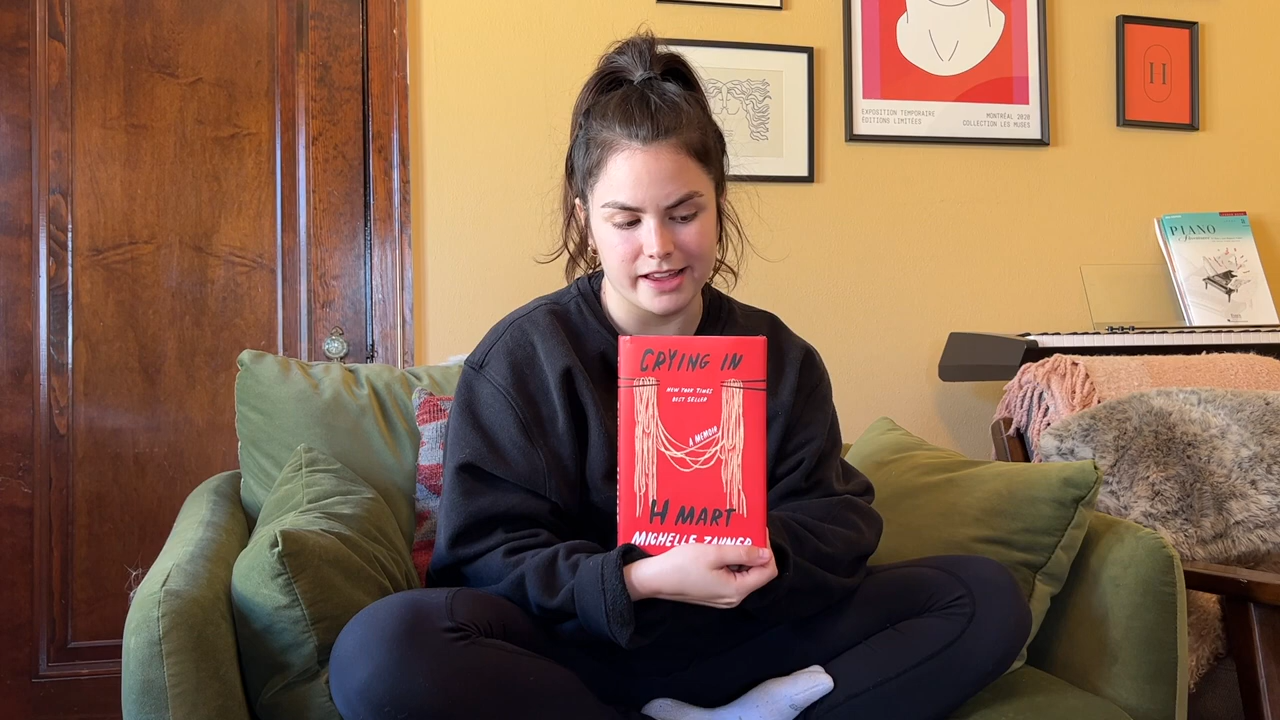 EXPOSITION TEMPORAIRE
ÉDITIONS LIMITÉES
MONTRÉAL 2020
COLLECTION LES MUSES
H
PIANO
Adventures
CRYING IN
NEW YORK TIMES
BEST SELLER
A MEMOIR
H MART
MICHELLE ZAUNER